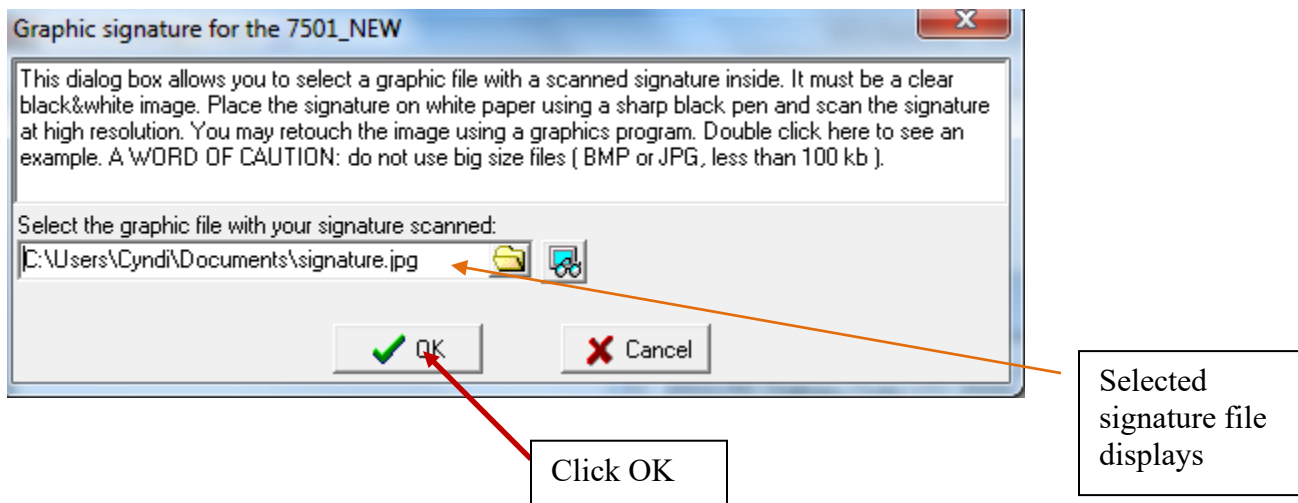 Graphic signature for the 7501_NEW
This dialog box allows you to select a graphic file with a scanned signature inside. It must be a clear
black&white image. Place the signature on white paper using a sharp black pen and scan the signature
at high resolution. You may retouch the image using a graphics program. Double click here to see an
example. A WORD OF CAUTION: do not use big size files ( BMP or JPG, less than 100 kb ).
Select the graphic file with your signature scanned:
C:\Users\Cyndi\Documents\signature.jpg
OK Cancel
Selected
signature file
displays
Click OK